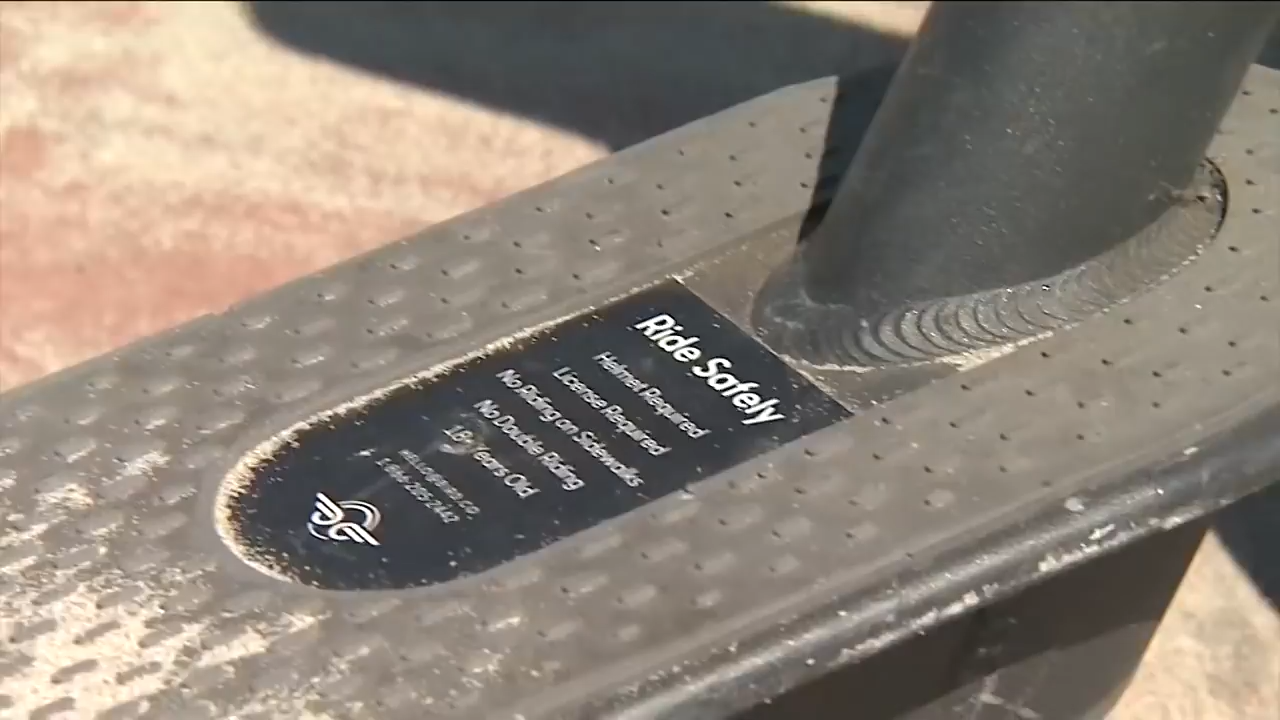 Ride Safely
Helmet Required
License Required
No Riding on Sidewalks
No Double Riding
18 Years Old